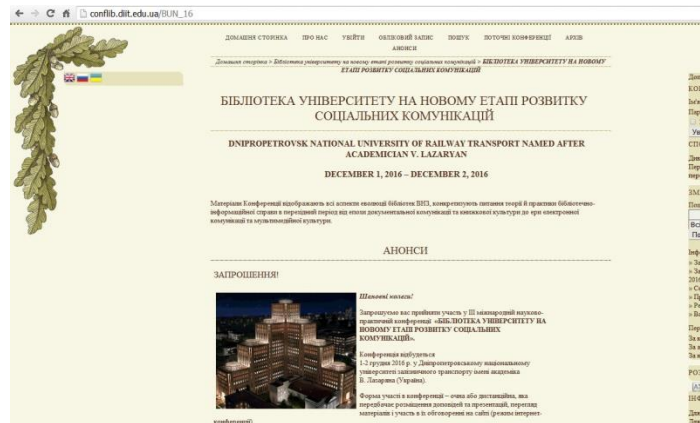 conflib.diit.edu.ua/BUN_16
ДОМАШНЯ СТОРІНКА ПРО НАС УВІЙТИ ОБЛІКОВИЙ ЗАПИС ПОШУК ПОТОЧНІ КОНФЕРЕНЦІЇ АРХІВ
АНОНСИ
Домашня сторінка > Бібліотека університету на новому етапі розвитку соціальних комунікацій > БІБЛІОТЕКА УНІВЕРСИТЕТУ НА НОВОМУ
ЕТАПІ РОЗВИТКУ СОЦІАЛЬНИХ КОМУНІКАЦІЙ
БІБЛІОТЕКА УНІВЕРСИТЕТУ НА НОВОМУ ЕТАПІ РОЗВИТКУ
СОЦІАЛЬНИХ КОМУНІКАЦІЙ
DNIPROPETROVSK NATIONAL UNIVERSITY OF RAILWAY TRANSPORT NAMED AFTER
ACADEMICIAN V. LAZARYAN
DECEMBER 1, 2016 – DECEMBER 2, 2016
Матеріали Конференції відображають всі аспекти еволюції бібліотек ВНЗ, конкретизують питання теорії й практики бібліотечно-
інформаційної справи в перехідний період від епохи документальної комунікації та книжкової культури до ери електронної
комунікації та мультимедійної культури.
АНОНСИ
ЗАПРОШЕННЯ!
Шановні колеги!
Запрошуємо вас прийняти участь у III міжнародній науково-
практичній конференції «БІБЛІОТЕКА УНІВЕРСИТЕТУ НА
НОВОМУ ЕТАПІ РОЗВИТКУ СОЦІАЛЬНИХ
КОМУНІКАЦІЙ».
Конференція відбудеться
1-2 грудня 2016 р. у Дніпропетровському національному
університеті залізничного транспорту імені академіка
В. Лазаряна (Україна).
Форма участі в конференції – очна або дистанційна, яка
передбачає розміщення доповідей та презентацій, перегляд
матеріалів і участь в їх обговоренні на сайті (режим інтернет-
конференції).